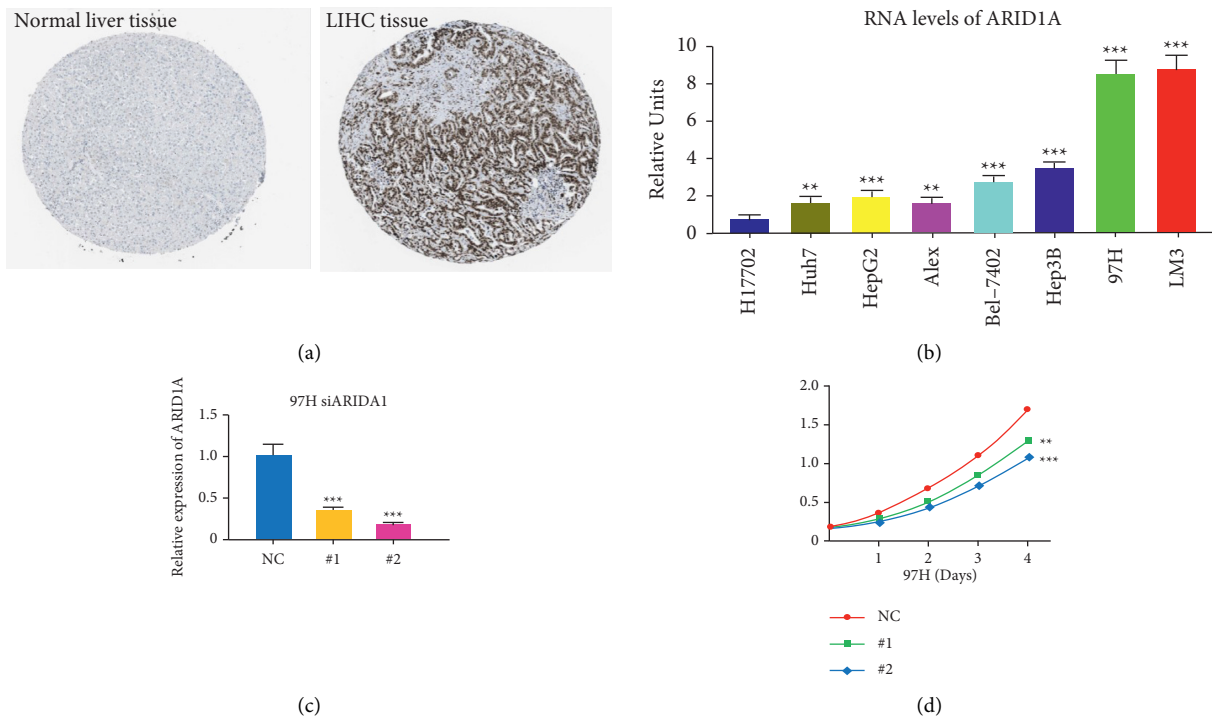 Normal liver tissue
LIHC tissue
(a)
RNA levels of ARID1A
Relative Units
10
8
6
4
2
0
**
***
**
***
***
***
***
H17702
Huh7
HepG2
Alex
Bel-7402
Hep3B
97H
LM3
(b)
97H siARIDA1
Relative expression of ARID1A
1.5
1.0
0.5
0
***
***
NC
#1
#2
(c)
2.0
1.5
1.0
0.5
0
**
***
1
2
3
4
97H (Days)
NC
#1
#2
(d)